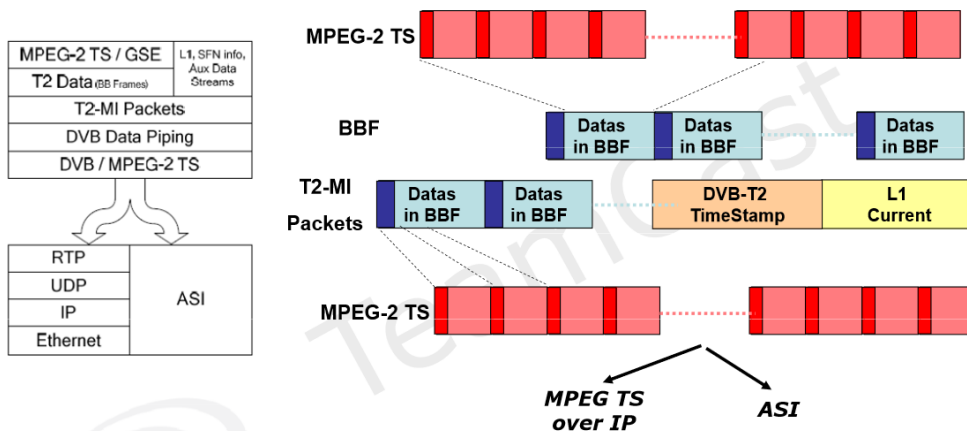 MPEG-2 TS / GSE
L1, SFN info,
Aux Data
Streams
T2 Data (BB Frames)
T2-MI Packets
DVB Data Piping
DVB / MPEG-2 TS
RTP
UDP
IP
Ethernet
ASI
MPEG-2 TS
BBF
Datas
in BBF
Datas
in BBF
Datas
in BBF
T2-MI
Packets
Datas
in BBF
Datas
in BBF
DVB-T2
TimeStamp
L1
Current
MPEG-2 TS
MPEG TS
over IP
ASI
TeamCast